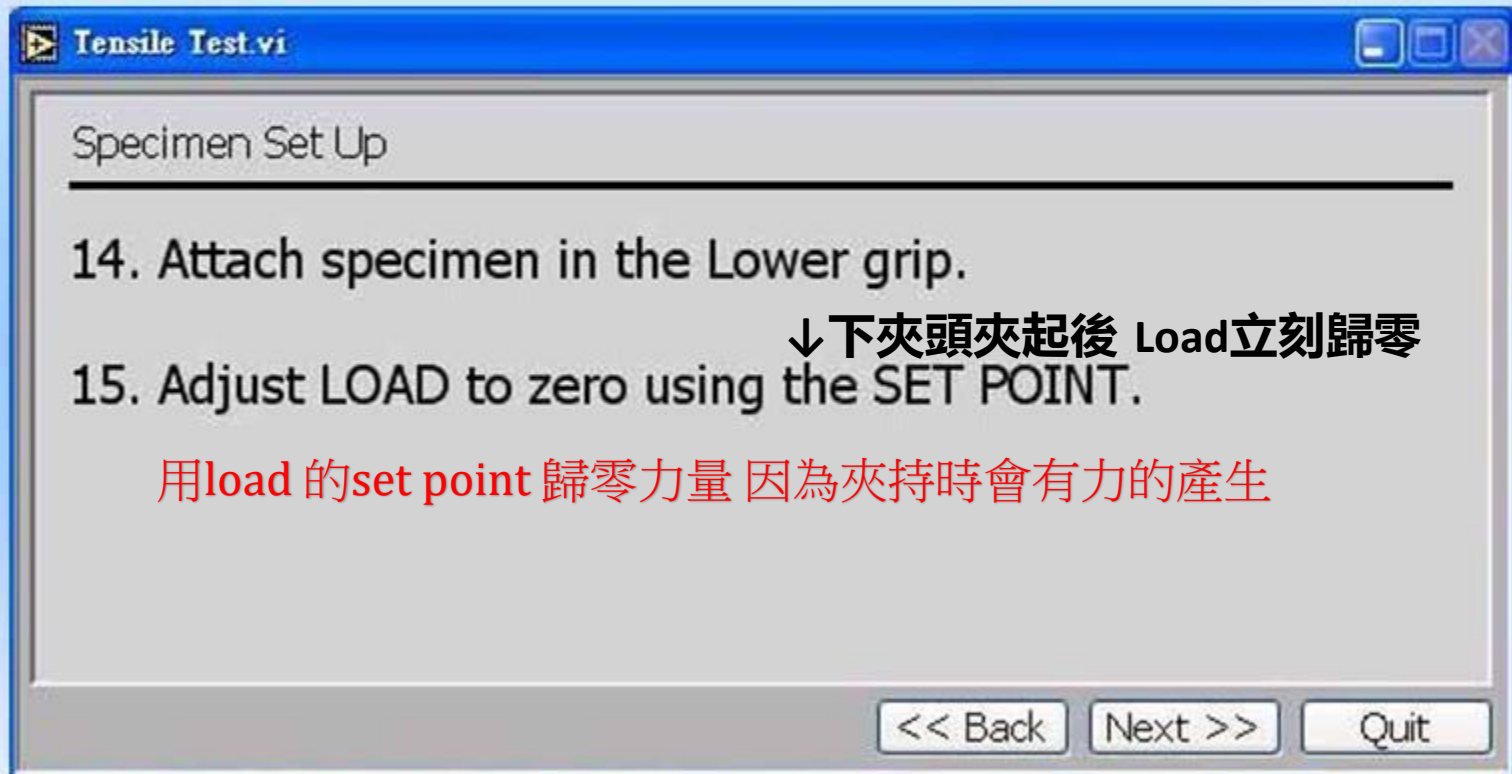 Tensile Test.vi
Specimen Set Up
14. Attach specimen in the Lower grip.
↓下夾頭夾起後 Load立刻歸零
15. Adjust LOAD to zero using the SET POINT.
用load 的set point 歸零力量 因為夾持時會有力的產生
<< Back Next >> Quit